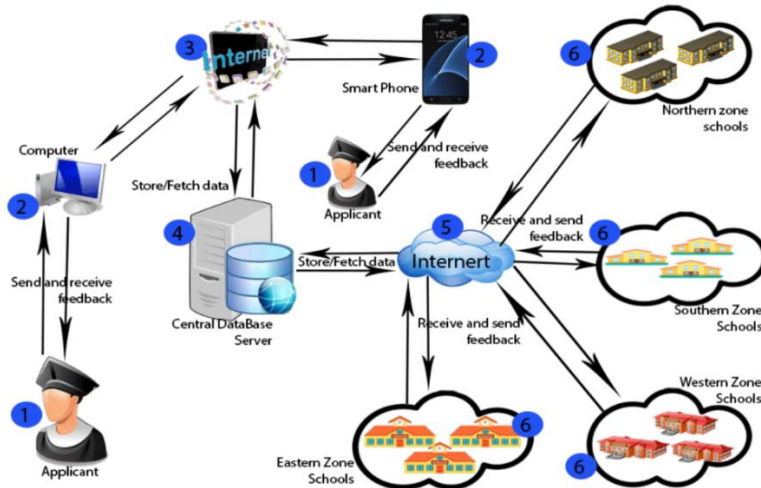 3
Internet
2
Smart Phone
6
Northern zone
schools
Computer
2
Send and receive
feedback
1
Applicant
Store/Fetch data
4
Central DataBase
Server
5
Internert
Store/Fetch data
Receive and send
feedback
6
Southern Zone
Schools
Send and receive
feedback
1
Applicant
Receive and send
feedback
6
Eastern Zone
Schools
Western Zone
Schools
6